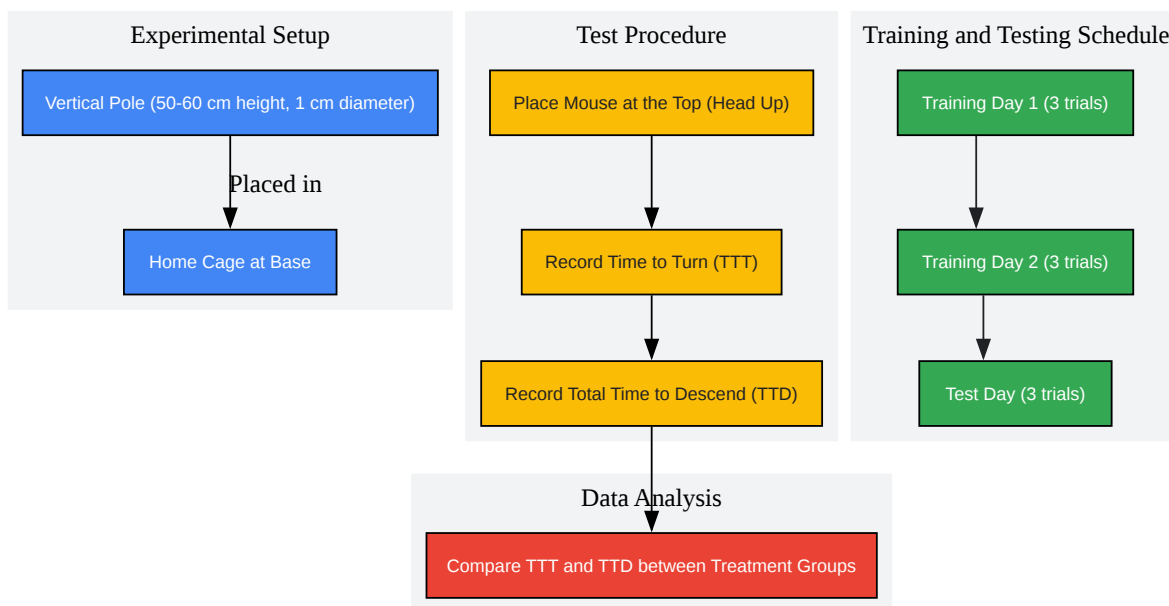 Experimental Setup
Vertical Pole (50-60 cm height, 1 cm diameter)
Placed in
Home Cage at Base
Test Procedure
Place Mouse at the Top (Head Up)
Record Time to Turn (TTT)
Record Total Time to Descend (TTD)
Training and Testing Schedule
Training Day 1 (3 trials)
Training Day 2 (3 trials)
Test Day (3 trials)
Data Analysis
Compare TTT and TTD between Treatment Groups